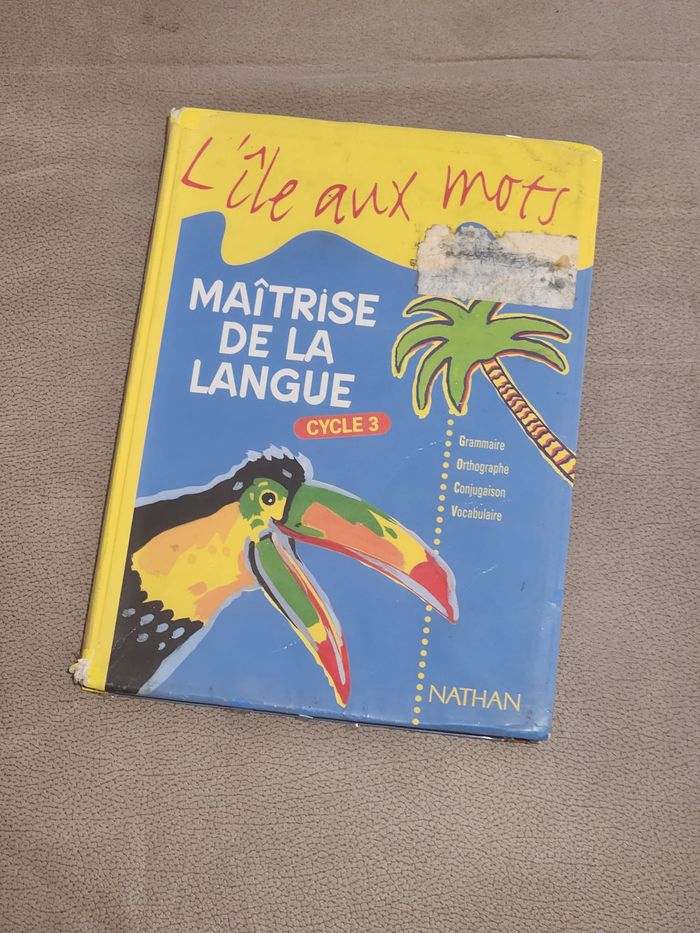 L'île aux mots
MAÎTRISE
DE LA
LANGUE
CYCLE 3
Grammaire
Orthographe
Conjugaison
Vocabulaire
NATHAN